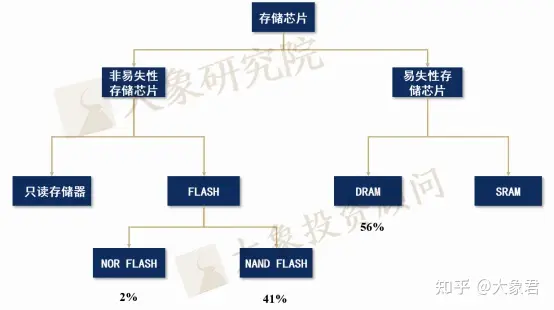 存储芯片
非易失性
存储芯片
易失性存
储芯片
大象研究院
只读存储器
FLASH
DRAM
SRAM
56%
大象投资顾问
NOR FLASH
NAND FLASH
2%
41%
知乎 @大象君